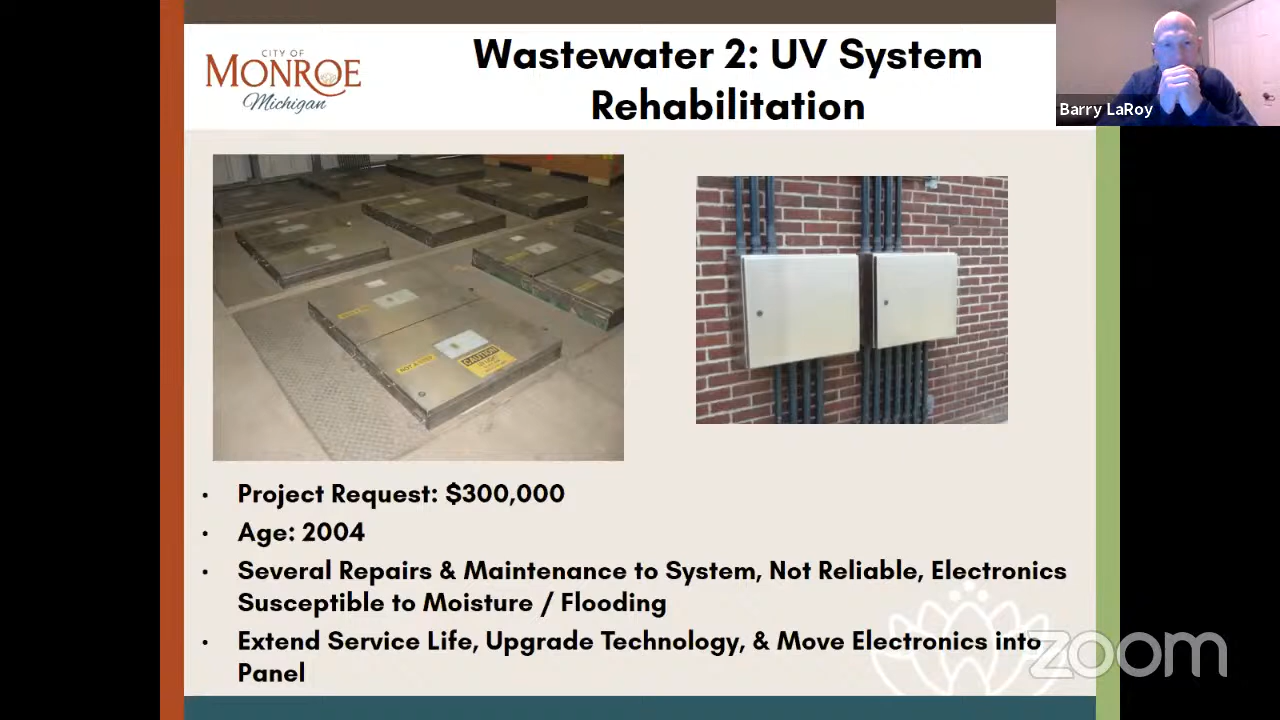 CITY OF
MONROE
Michigan
Wastewater 2: UV System
Rehabilitation
Barry LaRoy
CAUTION
• Project Request: $300,000
• Age: 2004
• Several Repairs & Maintenance to System, Not Reliable, Electronics
Susceptible to Moisture / Flooding
• Extend Service Life, Upgrade Technology, & Move Electronics into
Panel
zoom